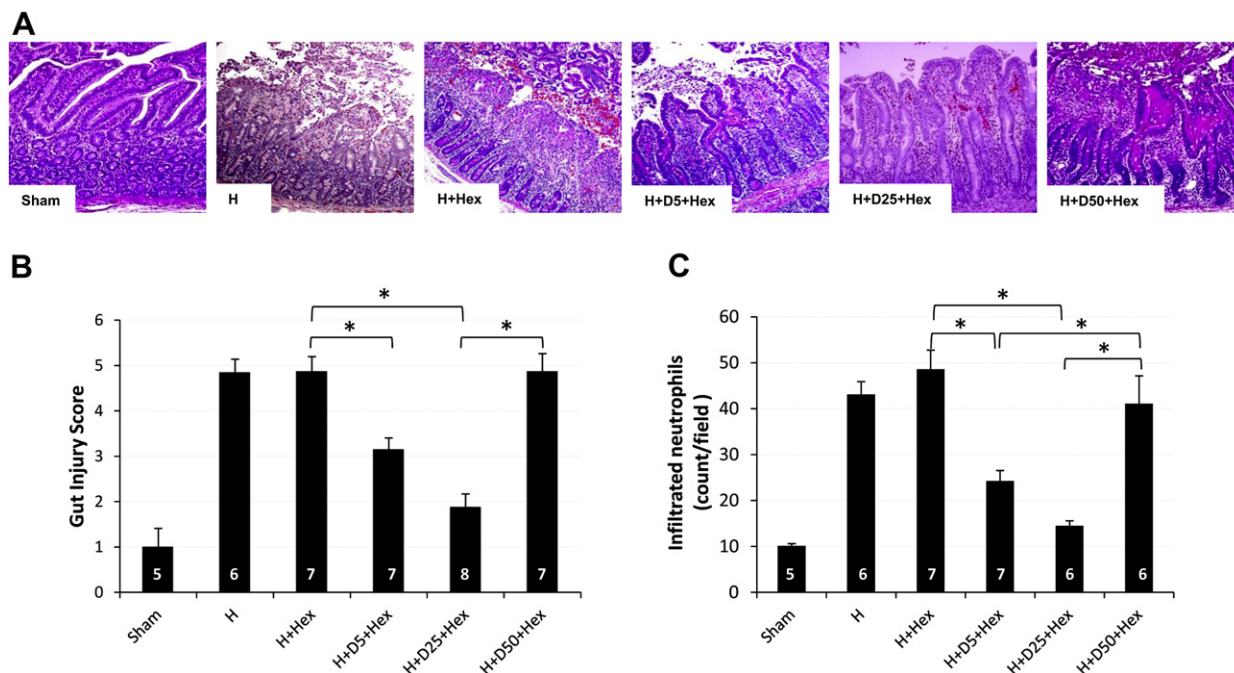 A
Sham
H
H+Hex
H+D5+Hex
H+D25+Hex
H+D50+Hex
B
Gut Injury Score
6
5
4
3
2
1
0
*
*
*
5
6
7
7
8
7
Sham
H
H+Hex
H+D5+Hex
H+D25+Hex
H+D50+Hex
C
Infiltrated neutrophils
(count/field )
60
50
40
30
20
10
0
*
*
*
*
5
6
7
7
6
6
Sham
H
H+Hex
H+D5+Hex
H+D25+Hex
H+D50+Hex